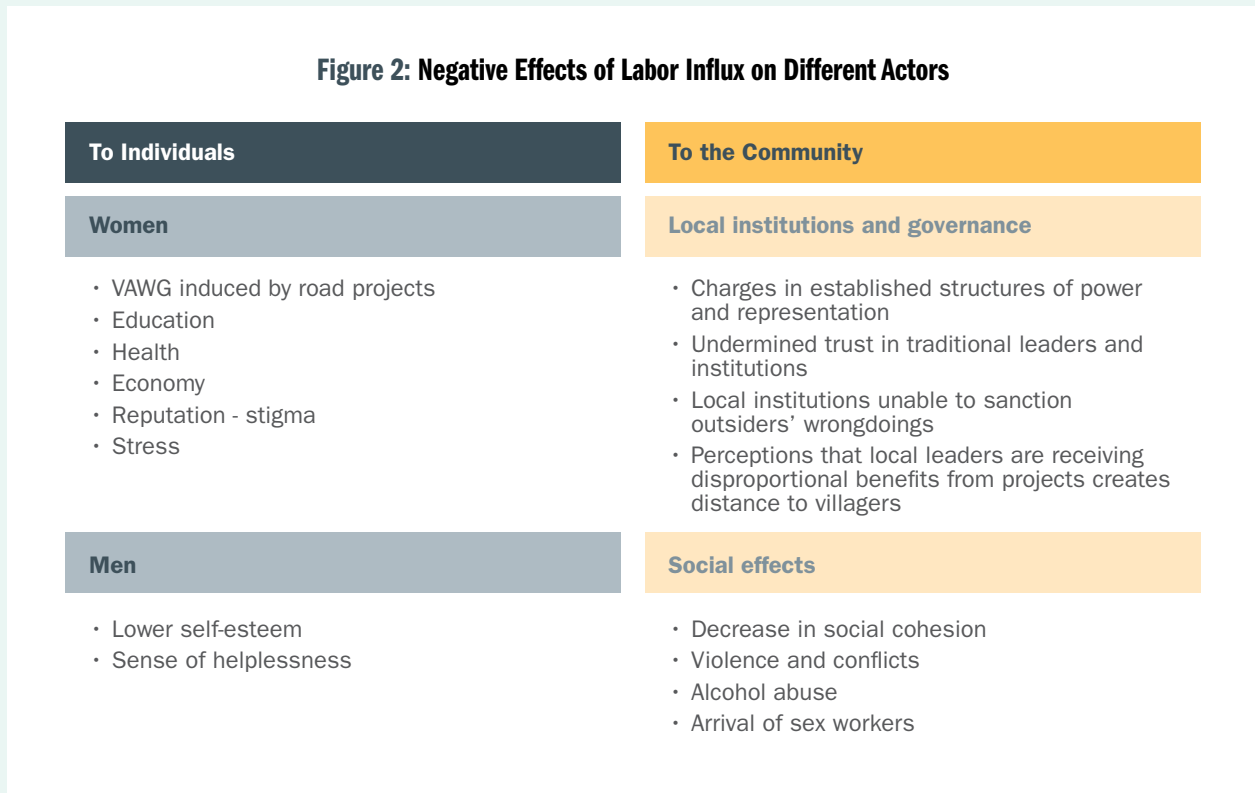 Figure 2: Negative Effects of Labor Influx on Different Actors
To Individuals
Women
· VAWG induced by road projects
· Education
· Health
· Economy
· Reputation - stigma
· Stress
Men
· Lower self-esteem
· Sense of helplessness
To the Community
Local institutions and governance
· Charges in established structures of power
and representation
· Undermined trust in traditional leaders and
institutions
· Local institutions unable to sanction
outsiders’ wrongdoings
· Perceptions that local leaders are receiving
disproportional benefits from projects creates
distance to villagers
Social effects
· Decrease in social cohesion
· Violence and conflicts
· Alcohol abuse
· Arrival of sex workers